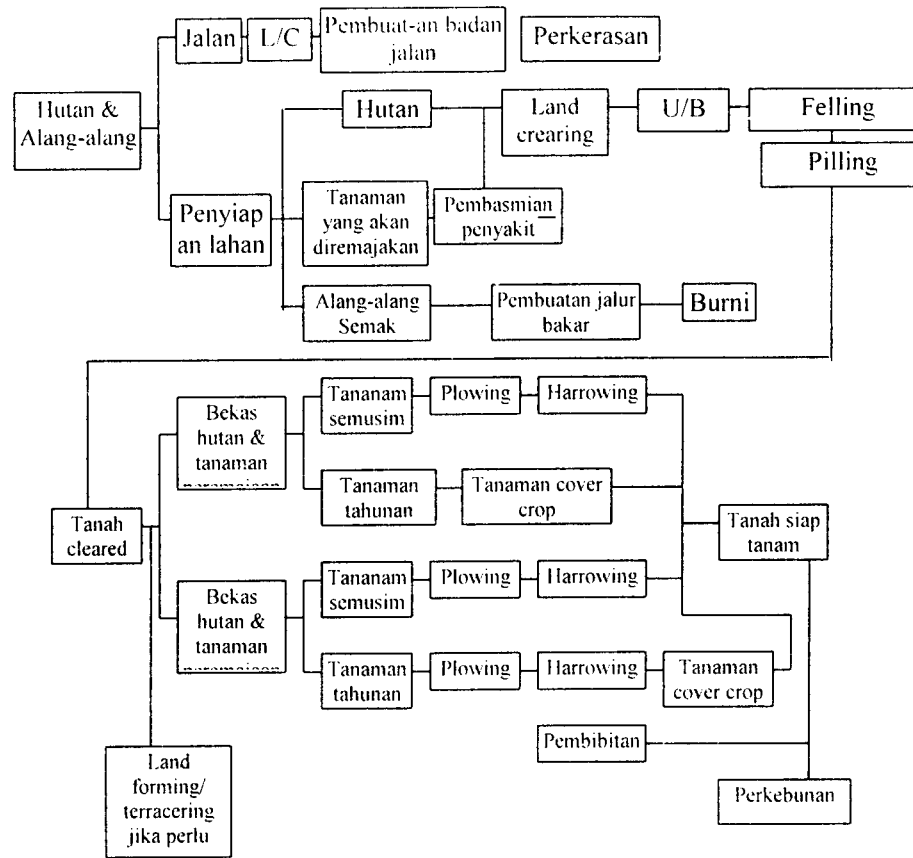 Jalan
L/C
Pembuat-an badan
jalan
Perkerasan
Hutan &
Alang-alang
Hutan
Land
crearing
U/B
Felling
Pilling
Penyiap
an lahan
Tanaman
yang akan
diremajakan
Pembasmian
penyakit
Alang-alang
Semak
Pembuatan jalur
bakar
Burni
Bekas
hutan &
tanaman
Tananam
semusim
Plowing
Harrowing
Tanaman
tahunan
Tanaman cover
crop
Tanah
cleared
Tanah siap
tanam
Bekas
hutan &
tanaman
Tananam
semusim
Plowing
Harrowing
Tanaman
tahunan
Plowing
Harrowing
Tanaman
cover crop
Land
forming/
terracering
jika perlu
Pembibitan
Perkebunan